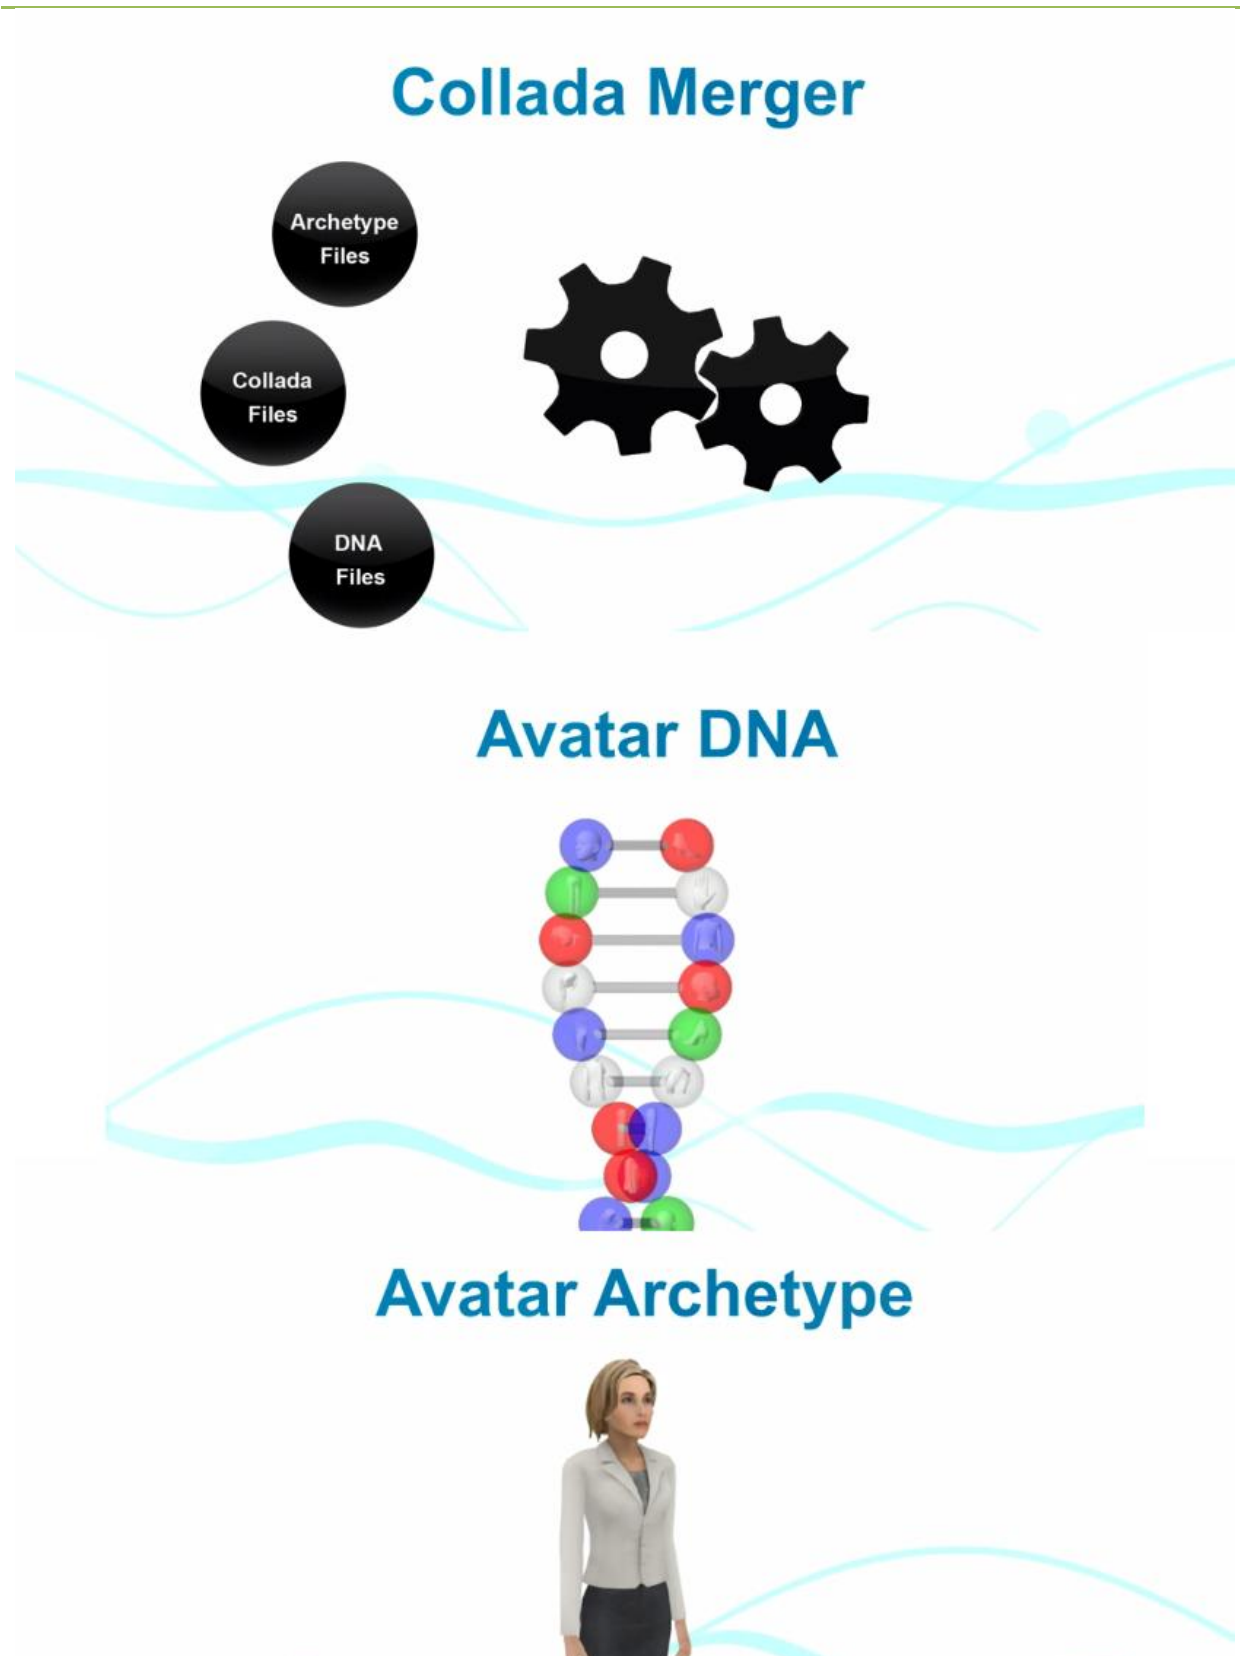 Collada Merger
Archetype
Files
Collada
Files
DNA
Files
Avatar DNA
Avatar Archetype